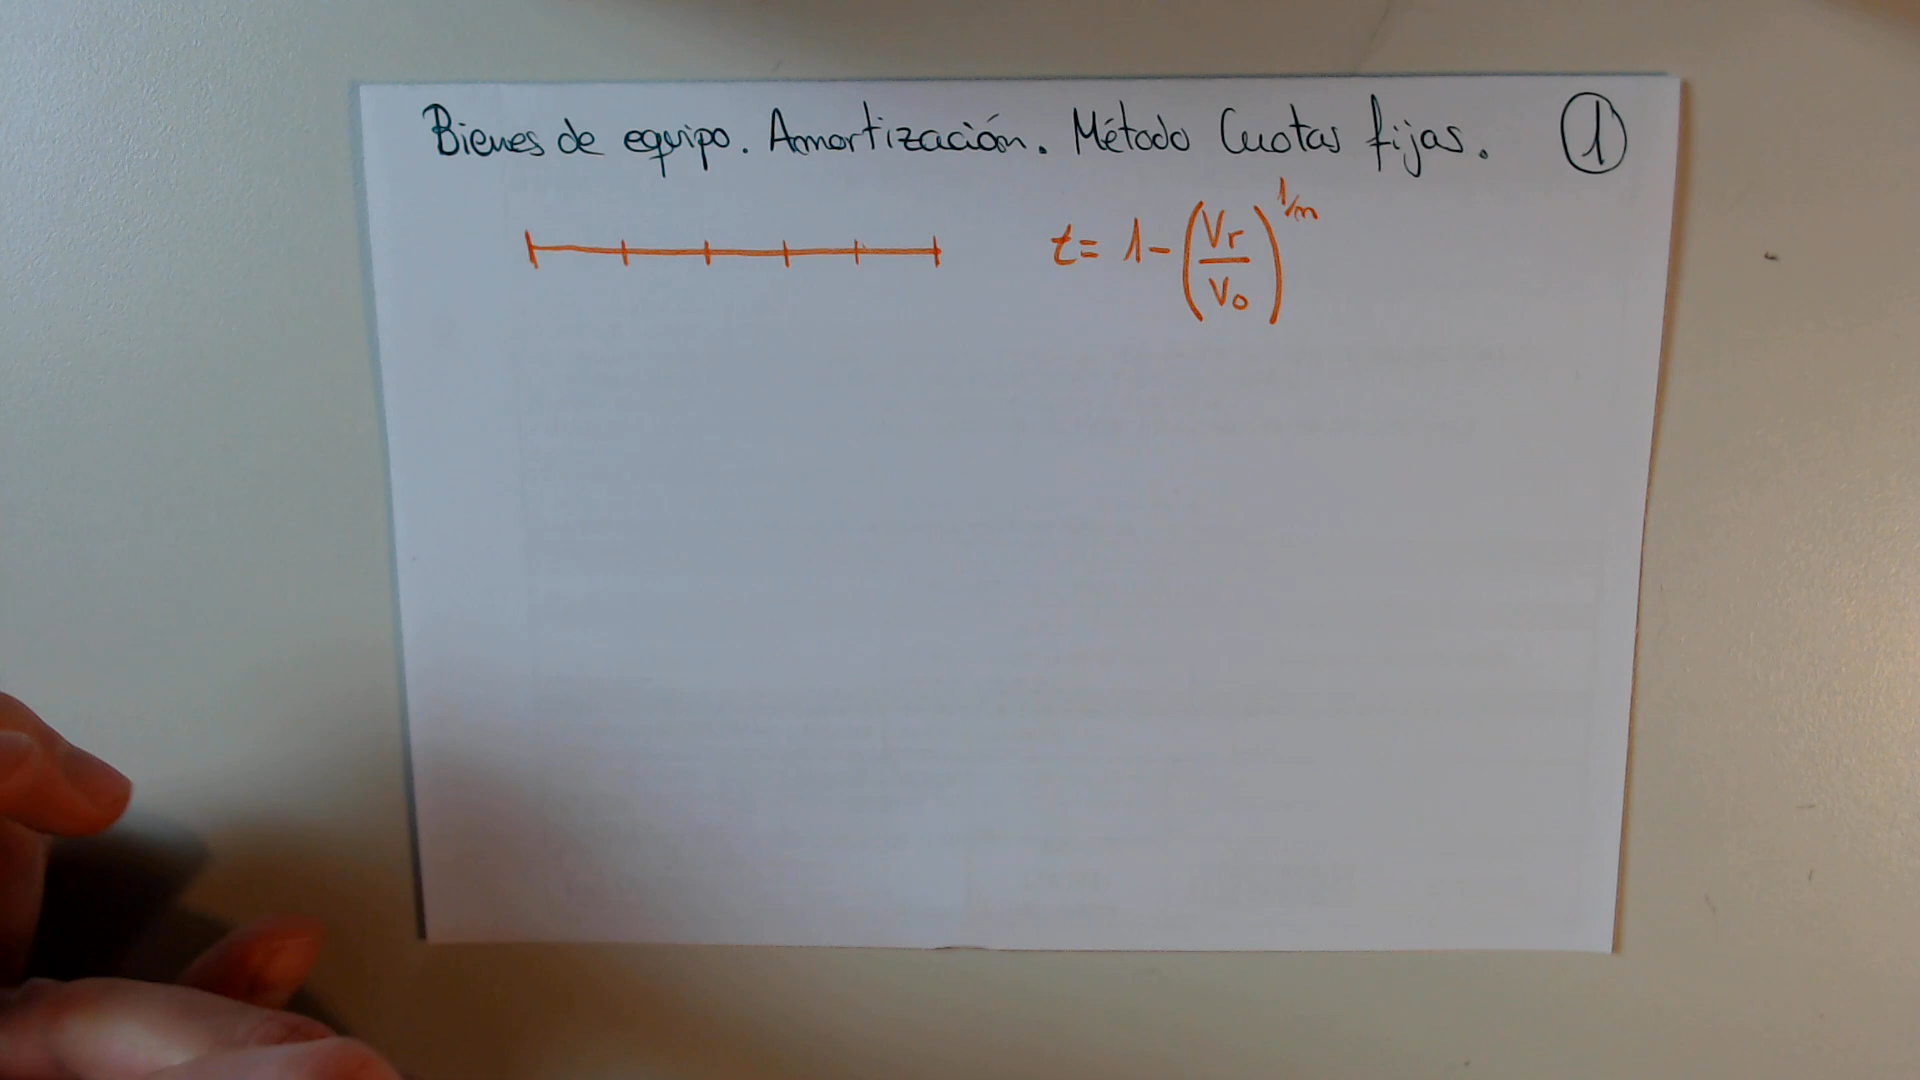 Bienes de equipo. Amortización. Método Cuotas fijas. 1
t = 1 - (Vr/V0)^1/n